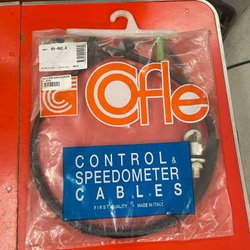 Cofle
CONTROL &
SPEEDOMETER
CABLES
FIRST QUALITY MADE IN ITALY